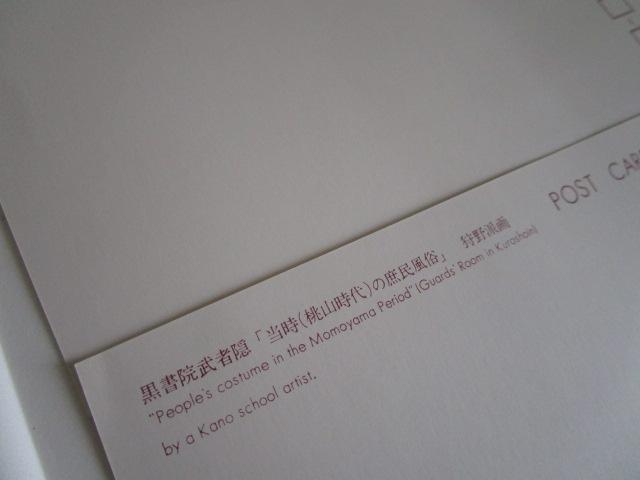 POST CARD
黒書院武者隠「当時(桃山時代)の庶民風俗」 狩野派画
"People's costume in the Momoyama Period" (Guards' Room in Kuroshoin)
by a Kano school artist.